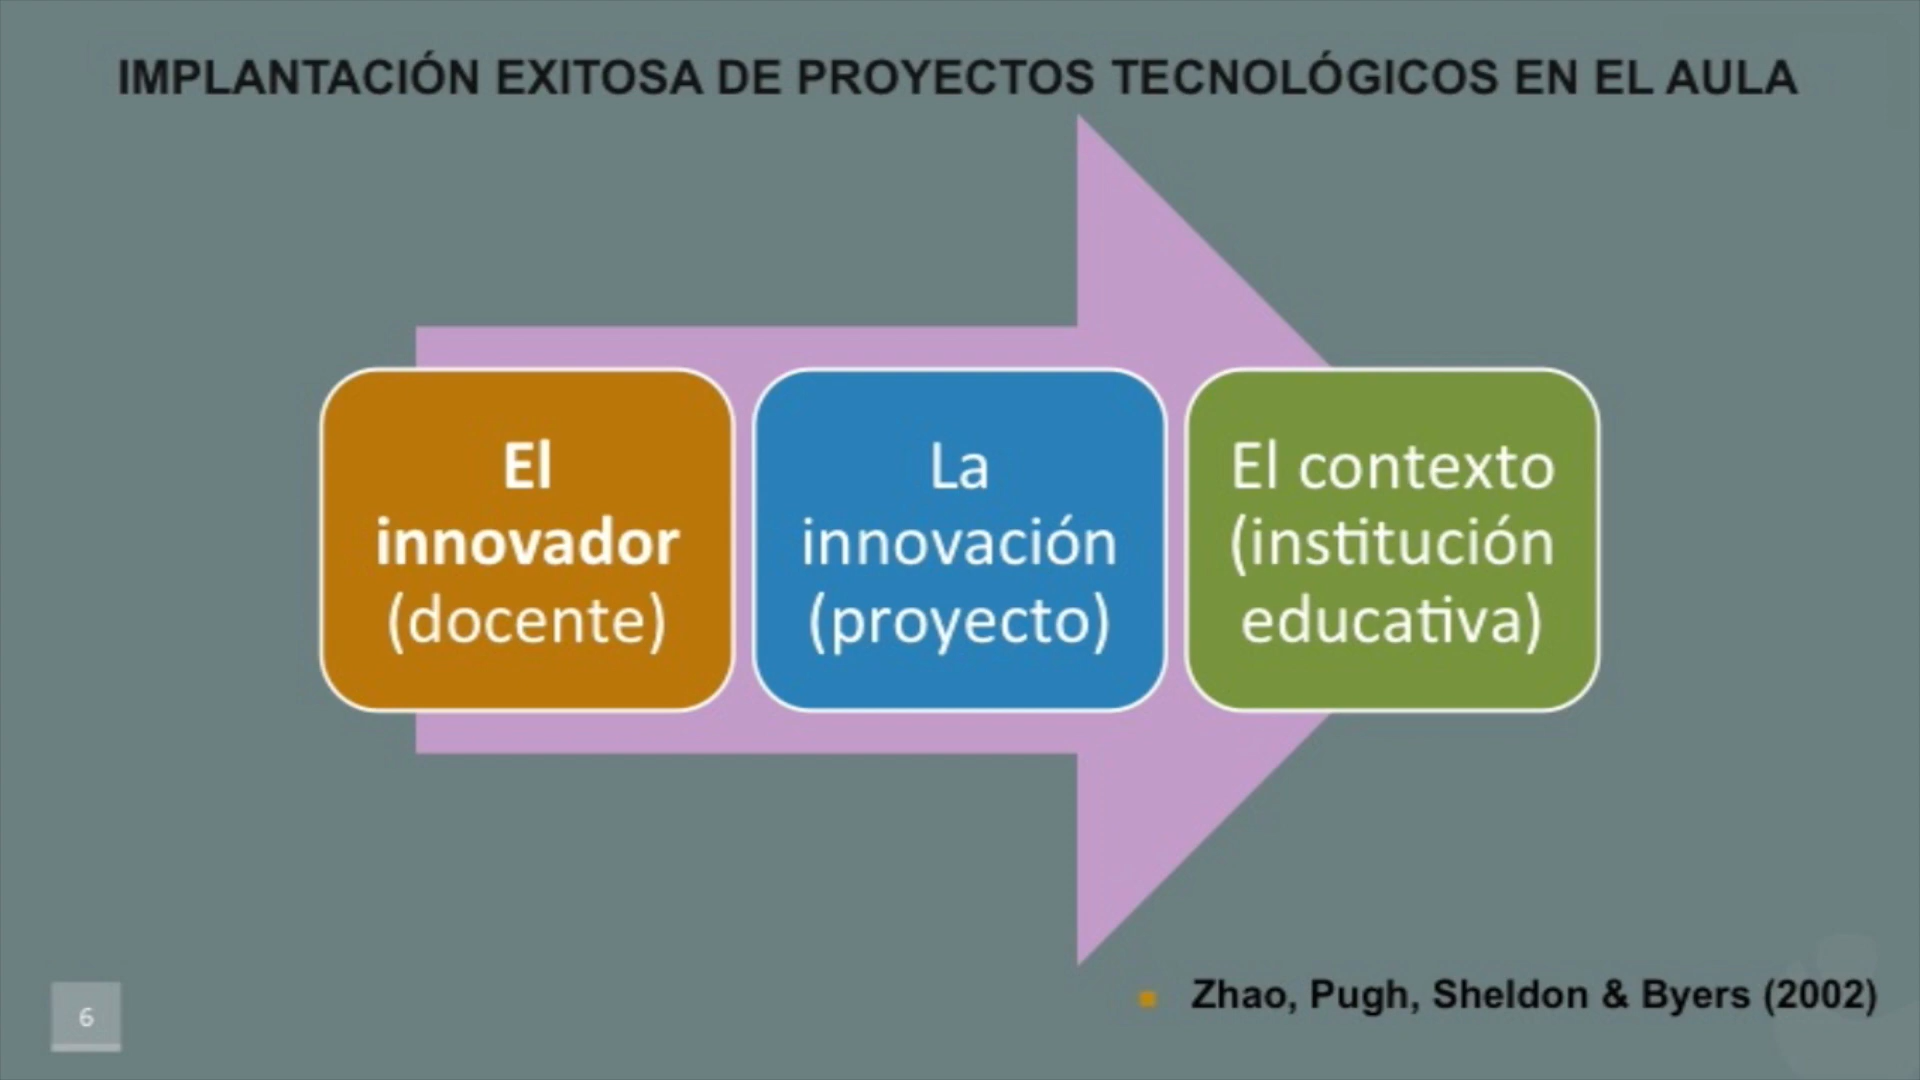 IMPLANTACIÓN EXITOSA DE PROYECTOS TECNOLÓGICOS EN EL AULA
El
innovador
(docente)
La
innovación
(proyecto)
El contexto
(institución
educativa)
Zhao, Pugh, Sheldon & Byers (2002)
6